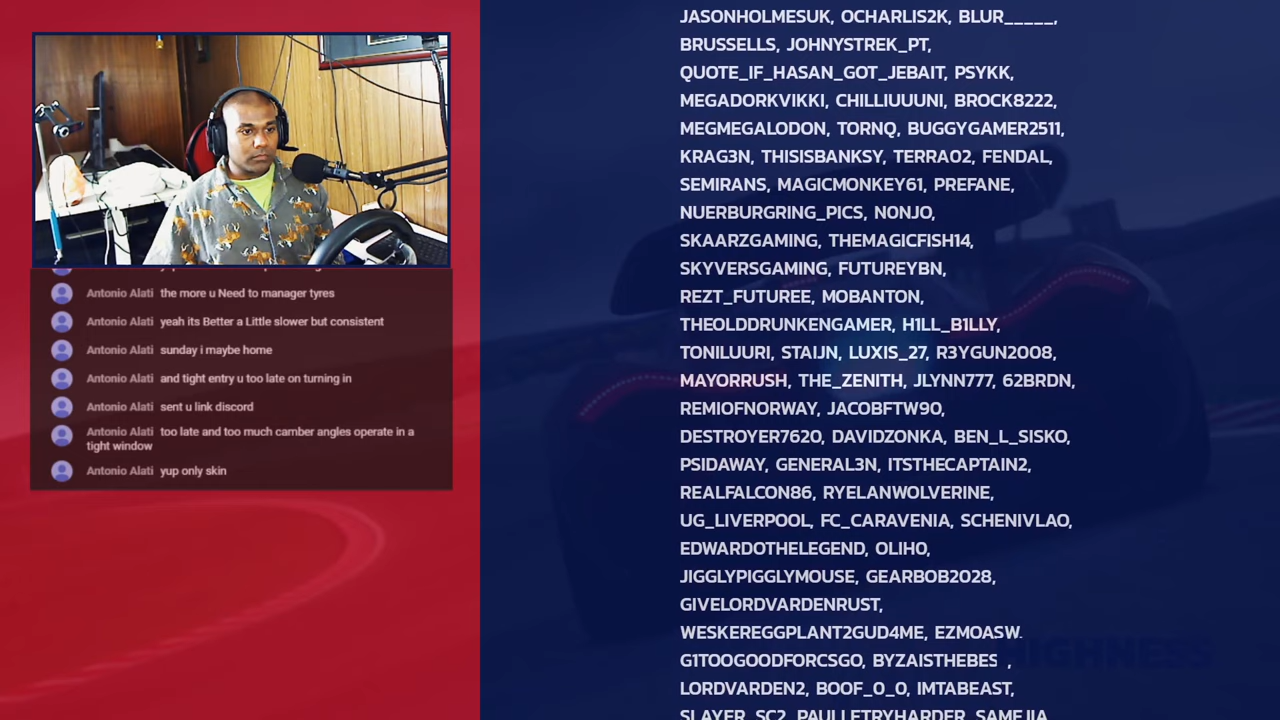 Antonio Alati the more u Need to manager tyres
Antonio Alati yeah its Better a Little slower but consistent
Antonio Alati sunday i maybe home
Antonio Alati and tight entry u too late on turning in
Antonio Alati sent u link discord
Antonio Alati too late and too much camber angles operate in a
tight window
Antonio Alati yup only skin
JASONHOLMESUK, OCHARLIS2K, BLUR_____,
BRUSSELLS, JOHNYSTREK_PT,
QUOTE_IF_HASAN_GOT_JEBAIT, PSYKK,
MEGADORKVIKKI, CHILLIUUUNI, BROCK8222,
MEGMEGALODON, TORNQ, BUGGYGAMER2511,
KRAG3N, THISISBANKSY, TERRA02, FENDAL,
SEMIRANS, MAGICMONKEY61, PREFANE,
NUERBURGRING_PICS, N0NJO,
SKAARZGAMING, THEMAGICFISH14,
SKYVERSGAMING, FUTUREYBN,
REZT_FUTUREE, MOBANTON,
THEOLDDRUNKENGAMER, H1LL_B1LLY,
TONILUURI, STAIJN, LUXIS_27, R3YGUN2008,
MAYORRUSH, THE_ZENITH, JLYNN777, 62BRDN,
REMIOFNORWAY, JACOBFTW90,
DESTROYER7620, DAVIDZONKA, BEN_L_SISKO,
PSIDAWAY, GENERAL3N, ITSTHECAPTAIN2,
REALFALCON86, RYELANWOLVERINE,
UG_LIVERPOOL, FC_CARAVENIA, SCHENIVLAO,
EDWARDOTHELEGEND, OLIHO,
JIGGLYPIGGLYMOUSE, GEARBOB2028,
GIVELORDVARDENRUST,
WESKEREGGPLANT2GUD4ME, EZMOASW.
G1TOOGOODFORCSGO, BYZAISTHEBES ,
LORDVARDEN2, BOOF_0_0, IMTABEAST,
SLAYER_SC2, PAULLETRYHARDER, SAMEJIA
HIGHNESS